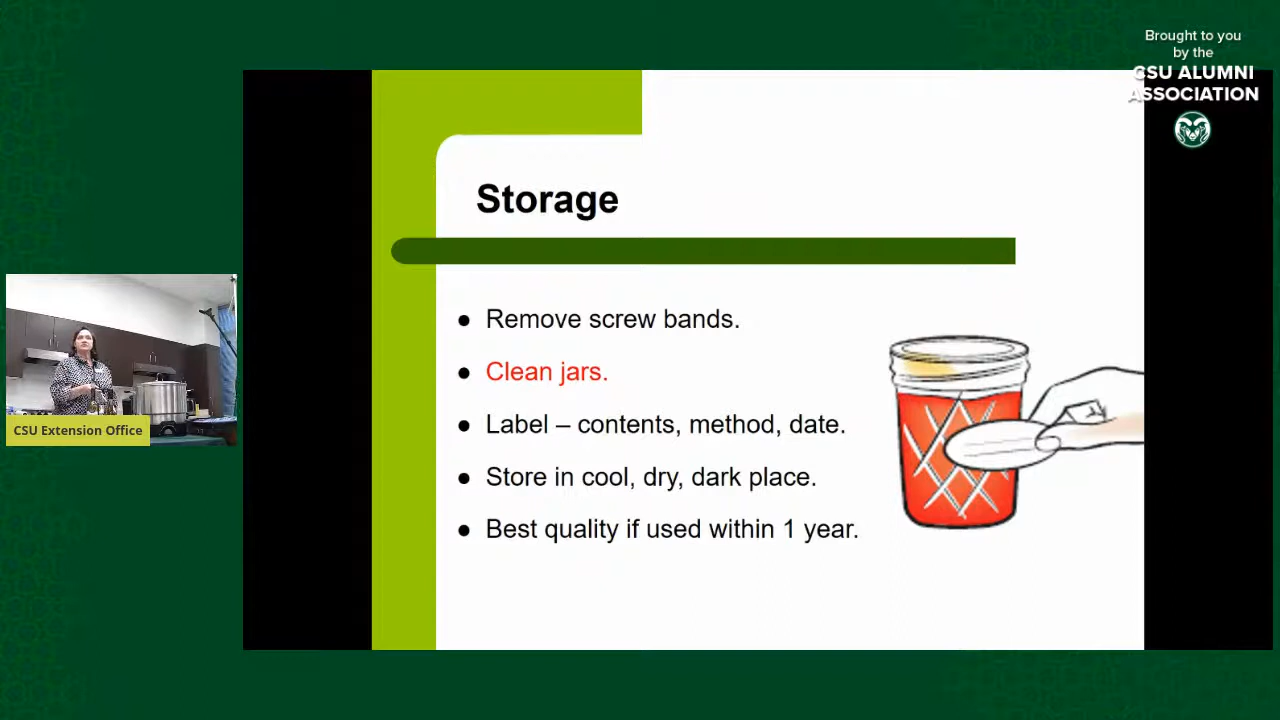 Brought to you
by the
CSU ALUMNI
ASSOCIATION
Storage
● Remove screw bands.
● Clean jars.
● Label – contents, method, date.
● Store in cool, dry, dark place.
● Best quality if used within 1 year.
CSU Extension Office